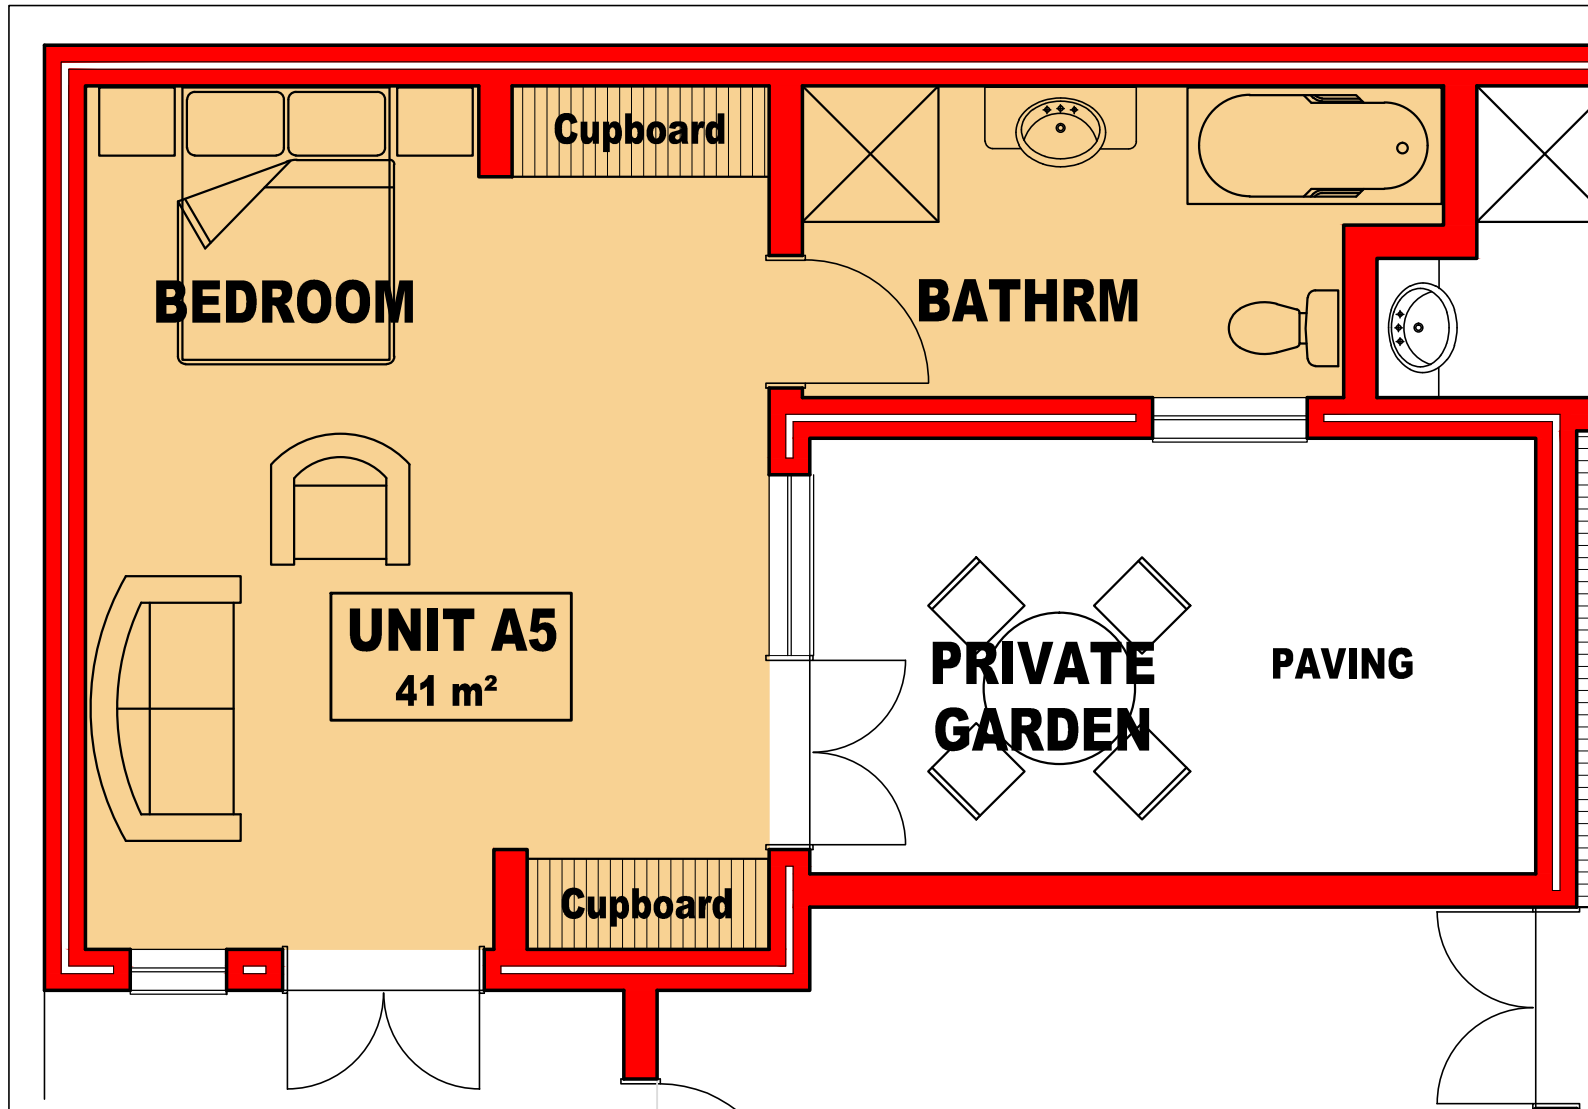 Cupboard
BEDROOM
BATHRM
UNIT A5
41 m²
PRIVATE
GARDEN
PAVING
Cupboard